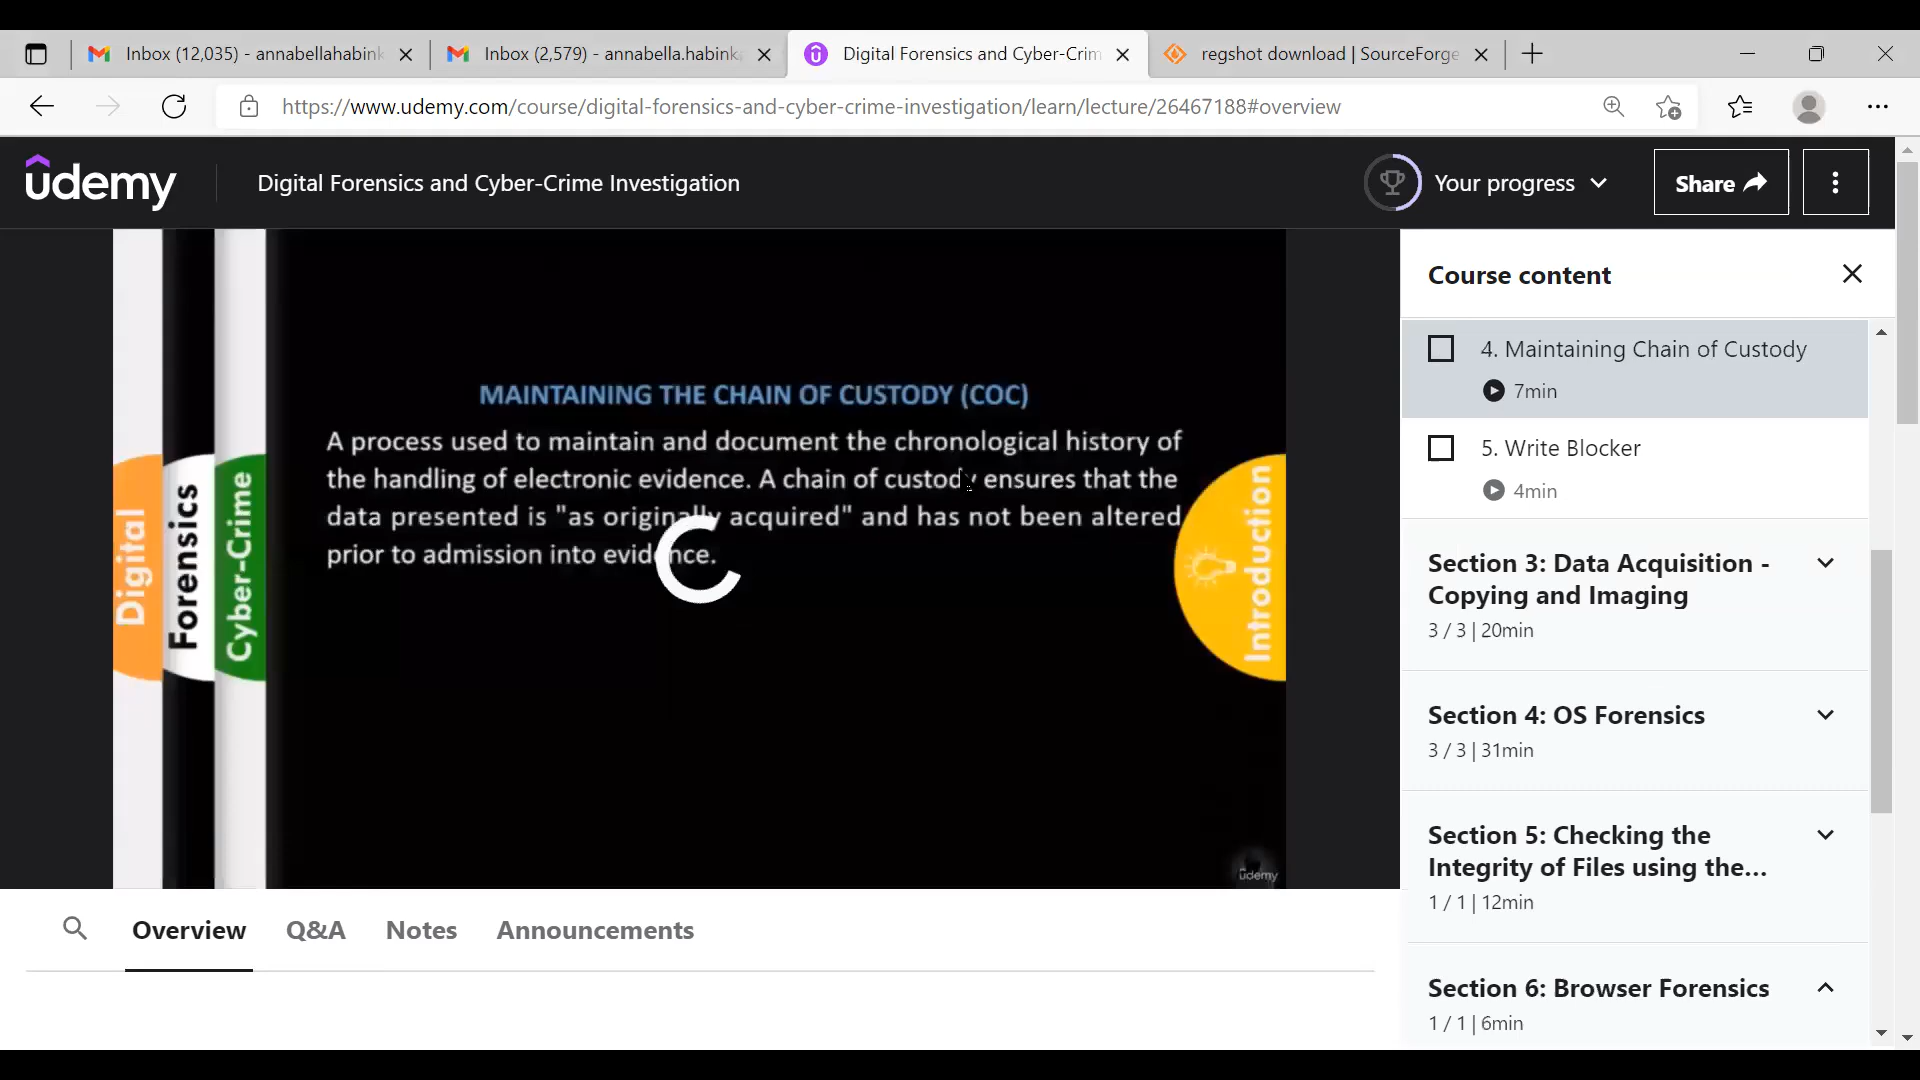 Inbox (12,035) - annabellahabink
Inbox (2,579) - annabella.habink
Digital Forensics and Cyber-Crim
regshot download | SourceForge
https://www.udemy.com/course/digital-forensics-and-cyber-crime-investigation/learn/lecture/26467188#overview
udemy
Digital Forensics and Cyber-Crime Investigation
Your progress
Share
Digital
Forensics
Cyber-Crime
MAINTAINING THE CHAIN OF CUSTODY (COC)
A process used to maintain and document the chronological history of
the handling of electronic evidence. A chain of custody ensures that the
data presented is "as originally acquired" and has not been altered
prior to admission into evidence.
Introduction
udemy
Course content
4. Maintaining Chain of Custody
7min
5. Write Blocker
4min
Section 3: Data Acquisition -
Copying and Imaging
3 / 3 | 20min
Section 4: OS Forensics
3 / 3 | 31min
Section 5: Checking the
Integrity of Files using the...
1 / 1 | 12min
Section 6: Browser Forensics
1 / 1 | 6min
Overview
Q&A
Notes
Announcements